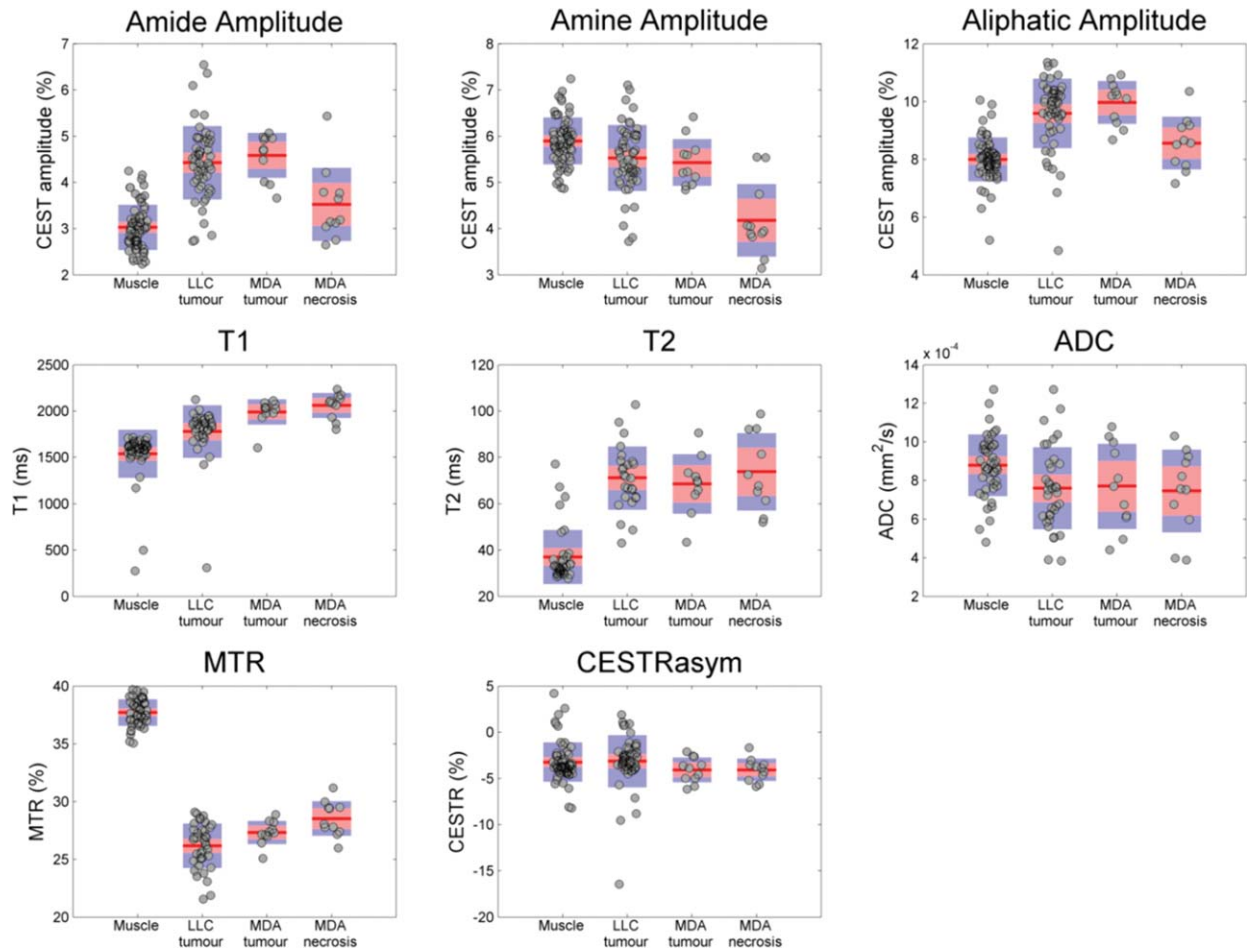 Amide Amplitude
CEST amplitude (%)
7
6
5
4
3
2
Muscle
LLC
tumour
MDA
tumour
MDA
necrosis
Amine Amplitude
CEST amplitude (%)
8
7
6
5
4
3
Muscle
LLC
tumour
MDA
tumour
MDA
necrosis
Aliphatic Amplitude
CEST amplitude (%)
12
10
8
6
4
Muscle
LLC
tumour
MDA
tumour
MDA
necrosis
T1
T1 (ms)
2500
2000
1500
1000
500
0
Muscle
LLC
tumour
MDA
tumour
MDA
necrosis
T2
T2 (ms)
120
100
80
60
40
20
Muscle
LLC
tumour
MDA
tumour
MDA
necrosis
ADC
x 10⁻⁴
ADC (mm²/s)
14
12
10
8
6
4
2
Muscle
LLC
tumour
MDA
tumour
MDA
necrosis
MTR
MTR (%)
40
35
30
25
20
Muscle
LLC
tumour
MDA
tumour
MDA
necrosis
CESTRasym
CESTR (%)
5
0
-5
-10
-15
-20
Muscle
LLC
tumour
MDA
tumour
MDA
necrosis